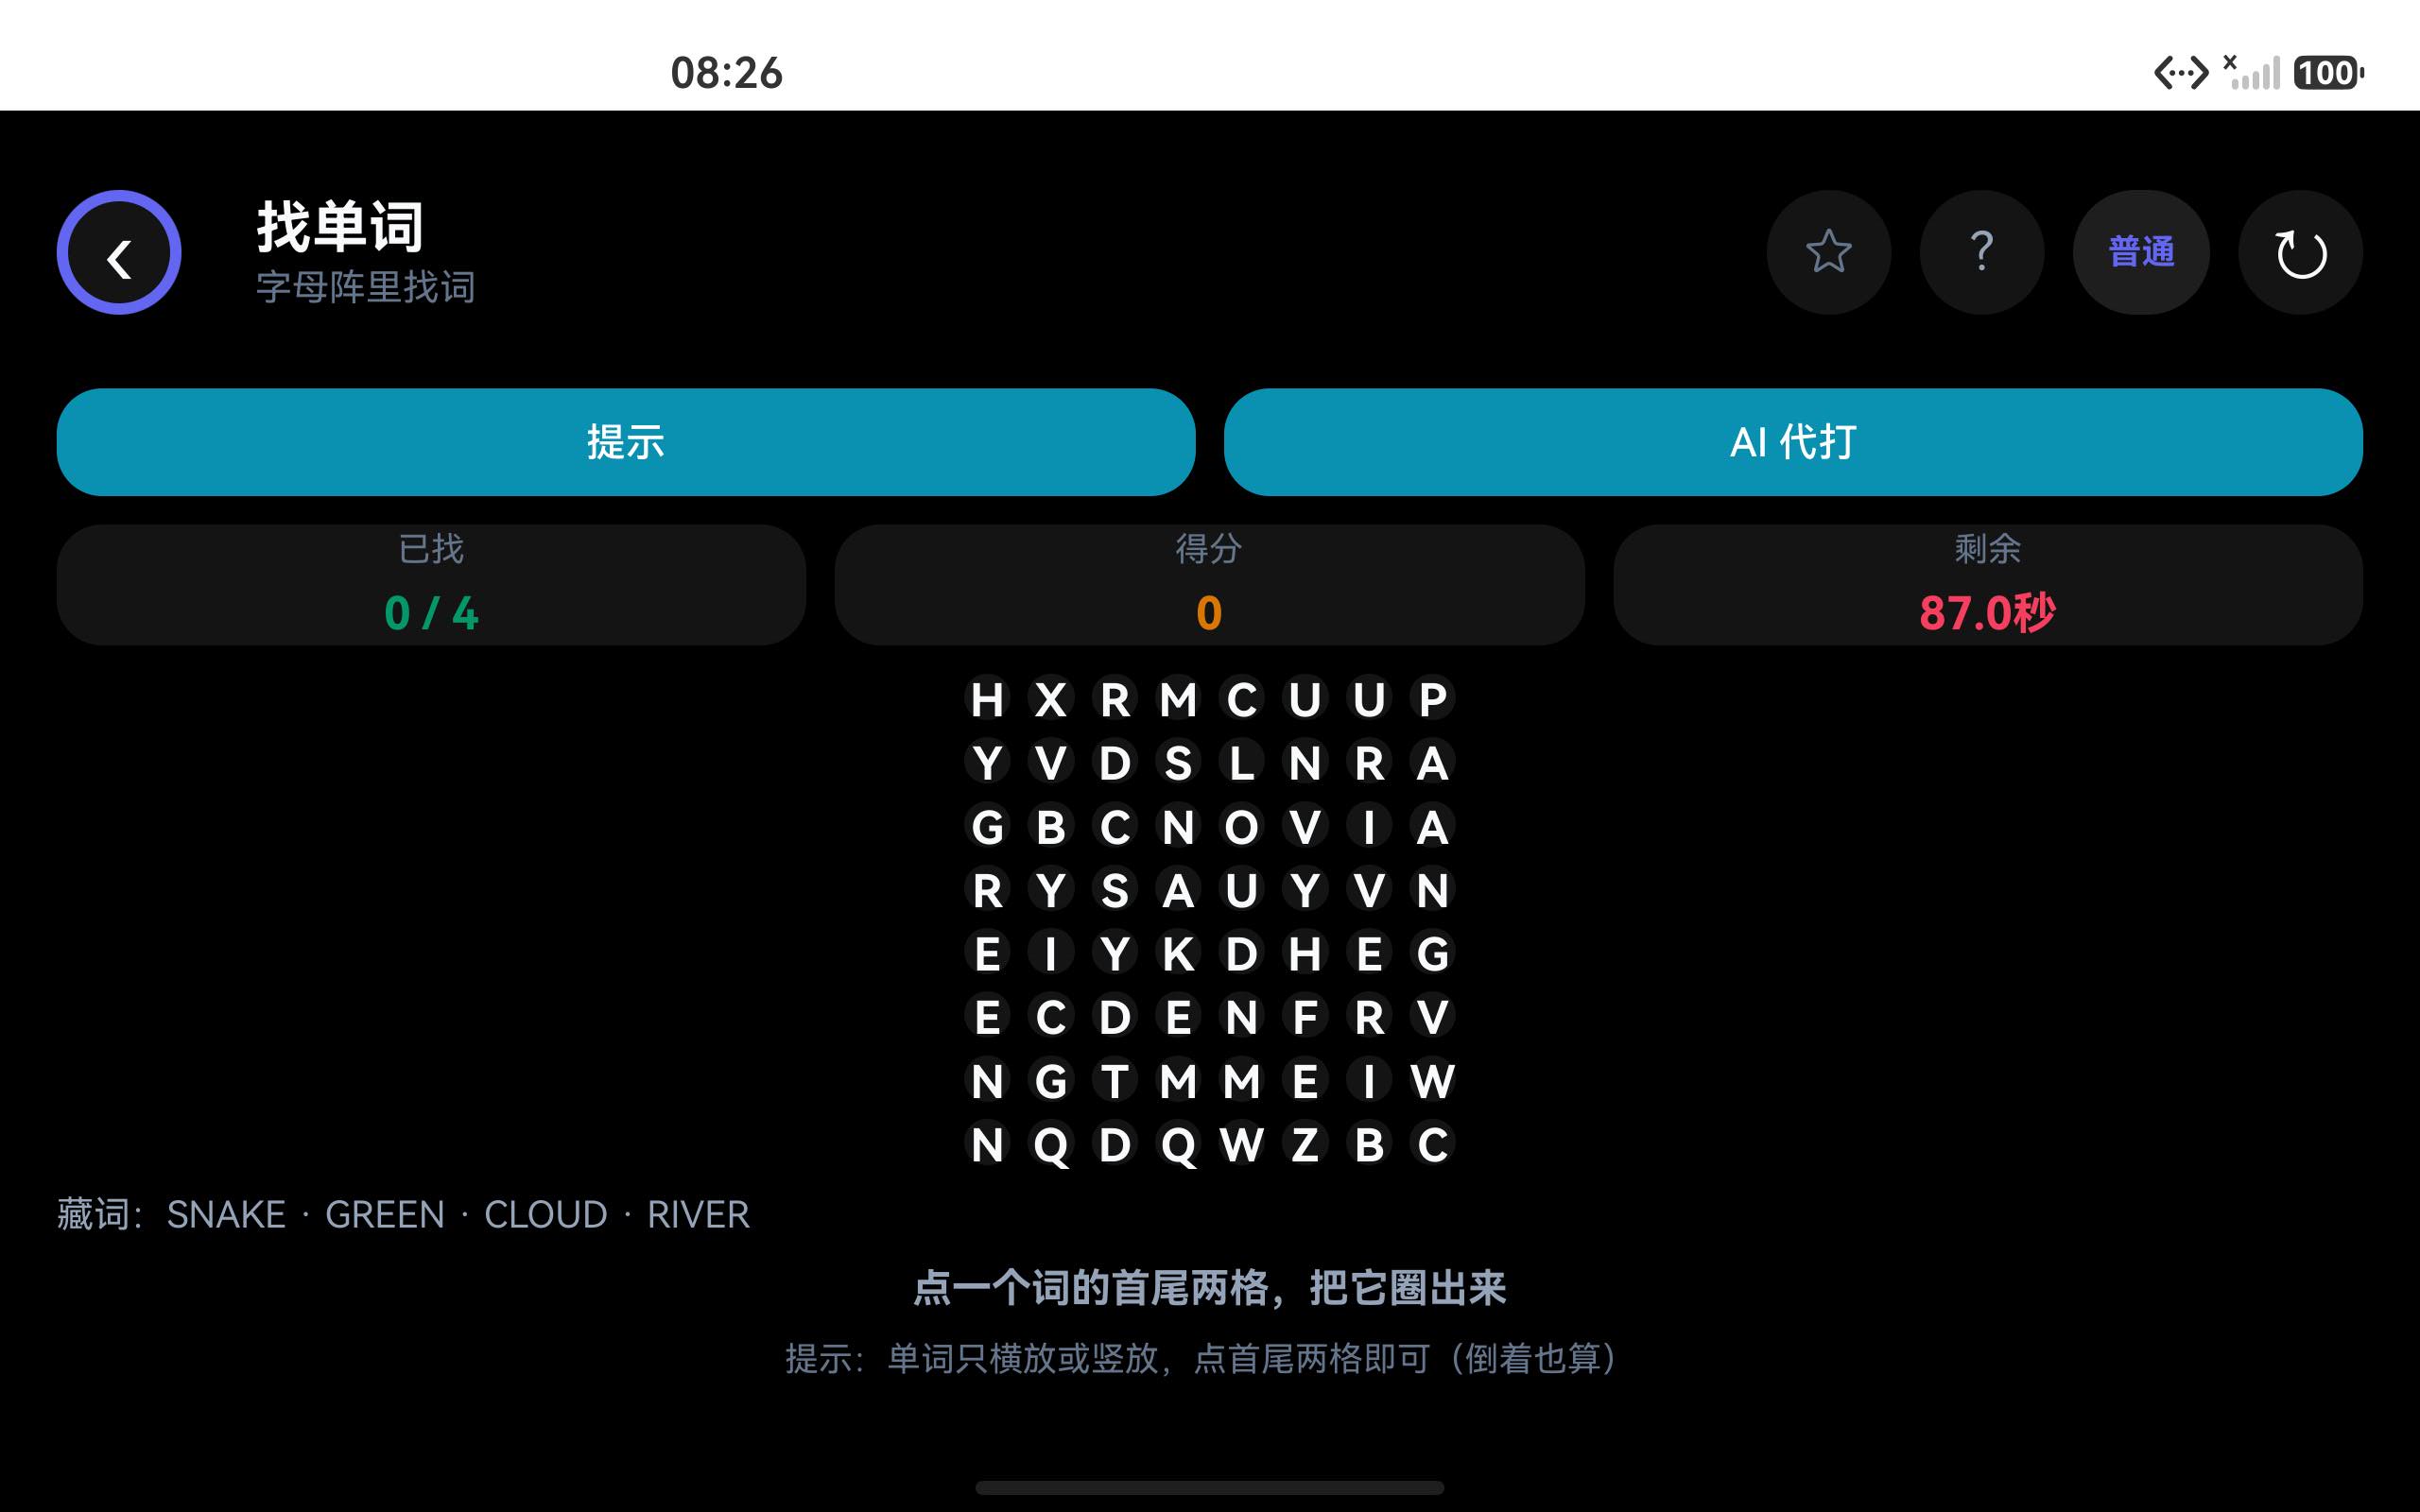 08:26
100
找单词
字母阵里找词
?
普通
提示
AI 代打
已找
得分
剩余
0 / 4
0
87.0秒
H X R M C U U P
Y V D S L N R A
G B C N O V I A
R Y S A U Y V N
E I Y K D H E G
E C D E N F R V
N G T M M E I W
N Q D Q W Z B C
藏词： SNAKE · GREEN · CLOUD · RIVER
点一个词的首尾两格，把它圈出来
提示：单词只横放或竖放，点首尾两格即可（倒着也算）